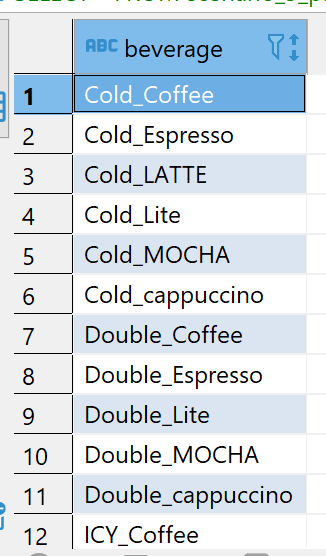 ABC beverage
1 Cold_Coffee
2 Cold_Espresso
3 Cold_LATTE
4 Cold_Lite
5 Cold_MOCHA
6 Cold_cappuccino
7 Double_Coffee
8 Double_Espresso
9 Double_Lite
10 Double_MOCHA
11 Double_cappuccino
12 ICY_Coffee